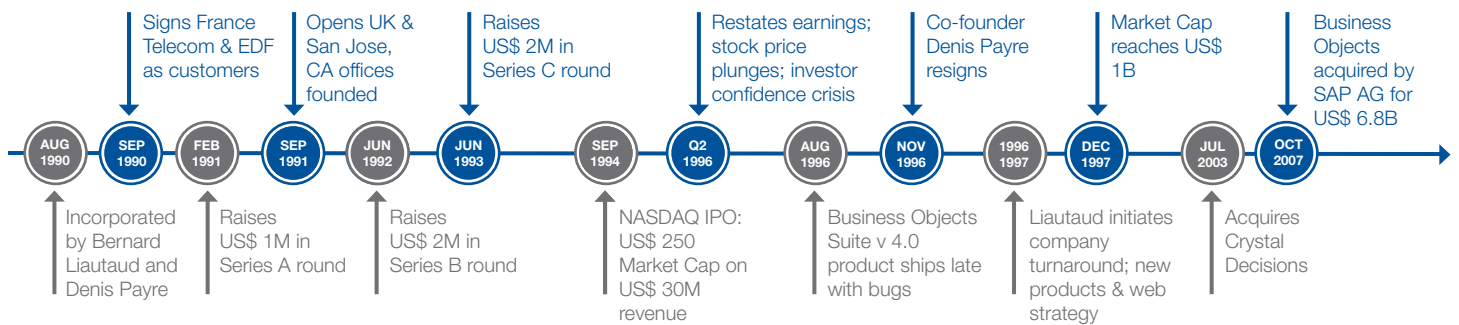 Signs France
Telecom & EDF
as customers
Opens UK &
San Jose,
CA offices
founded
Raises
US$ 2M in
Series C round
Restates earnings;
stock price
plunges; investor
confidence crisis
Co-founder
Denis Payre
resigns
Market Cap
reaches US$
1B
Business
Objects
acquired by
SAP AG for
US$ 6.8B
AUG
1990
SEP
1990
FEB
1991
SEP
1991
JUN
1992
JUN
1993
SEP
1994
Q2
1996
AUG
1996
NOV
1996
1996
1997
DEC
1997
JUL
2003
OCT
2007
Incorporated
by Bernard
Liautaud and
Denis Payre
Raises
US$ 1M in
Series A round
Raises
US$ 2M in
Series B round
NASDAQ IPO:
US$ 250
Market Cap on
US$ 30M
revenue
Business Objects
Suite v 4.0
product ships late
with bugs
Liautaud initiates
company
turnaround; new
products & web
strategy
Acquires
Crystal
Decisions